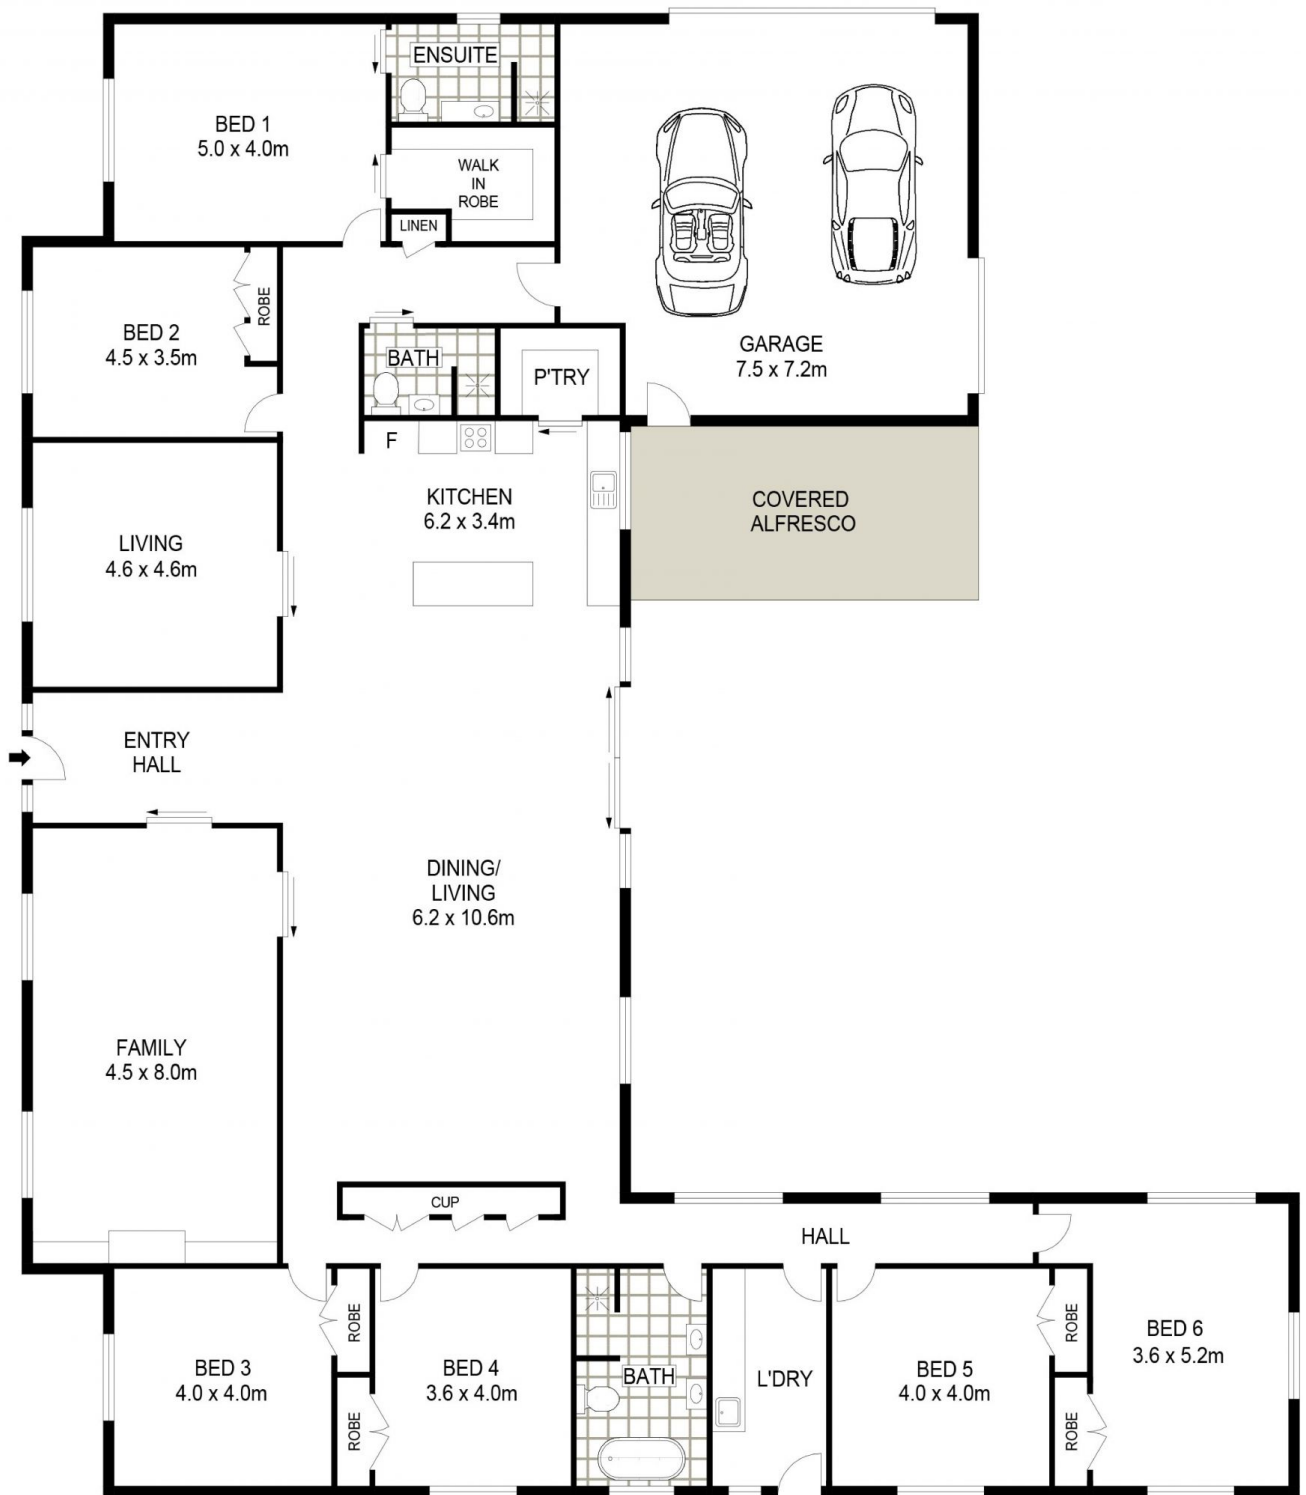 ENSUITE
BED 1
5.0 x 4.0m
WALK
IN
ROBE
LINEN
BED 2
4.5 x 3.5m
ROBE
BATH
P'TRY
GARAGE
7.5 x 7.2m
F
KITCHEN
6.2 x 3.4m
COVERED
ALFRESCO
LIVING
4.6 x 4.6m
ENTRY
HALL
DINING/
LIVING
6.2 x 10.6m
FAMILY
4.5 x 8.0m
CUP
HALL
BED 3
4.0 x 4.0m
ROBE
ROBE
BED 4
3.6 x 4.0m
BATH
L'DRY
BED 5
4.0 x 4.0m
ROBE
ROBE
BED 6
3.6 x 5.2m